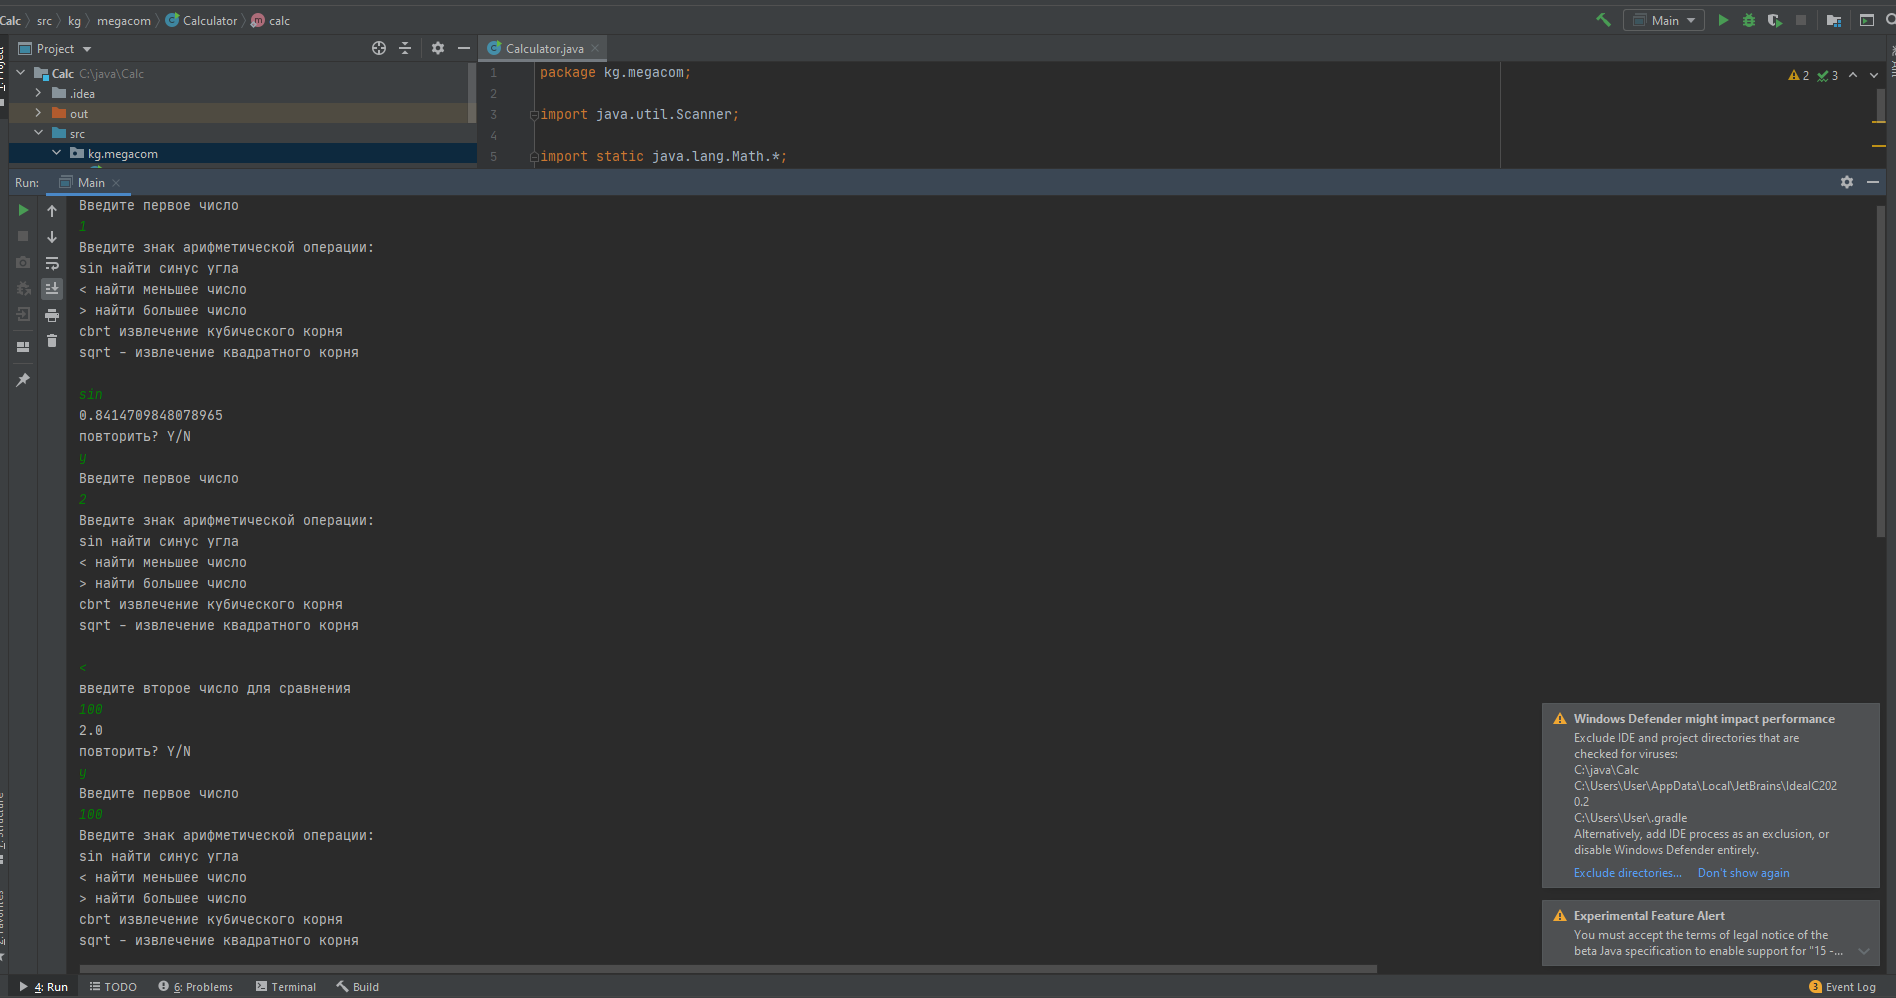 Calc src kg megacom Calculator calc
Main
Project
Calculator.java
Calc C:\java\Calc
.idea
out
src
kg.megacom
1 package kg.megacom;
2
3 import java.util.Scanner;
4
5 import static java.lang.Math.*;
2 3
Run: Main
Введите первое число
1
Введите знак арифметической операции:
sin найти синус угла
< найти меньшее число
> найти большее число
cbrt извлечение кубического корня
sqrt - извлечение квадратного корня
sin
0.8414709848078965
повторить? Y/N
y
Введите первое число
2
Введите знак арифметической операции:
sin найти синус угла
< найти меньшее число
> найти большее число
cbrt извлечение кубического корня
sqrt - извлечение квадратного корня
<
введите второе число для сравнения
100
2.0
повторить? Y/N
y
Введите первое число
100
Введите знак арифметической операции:
sin найти синус угла
< найти меньшее число
> найти большее число
cbrt извлечение кубического корня
sqrt - извлечение квадратного корня
Windows Defender might impact performance
Exclude IDE and project directories that are
checked for viruses:
C:\java\Calc
C:\Users\User\AppData\Local\JetBrains\IdeaIC202
0.2
C:\Users\User\.gradle
Alternatively, add IDE process as an exclusion, or
disable Windows Defender entirely.
Exclude directories... Don't show again
Experimental Feature Alert
You must accept the terms of legal notice of the
beta Java specification to enable support for "15 -...
4: Run TODO 6: Problems Terminal Build
3 Event Log